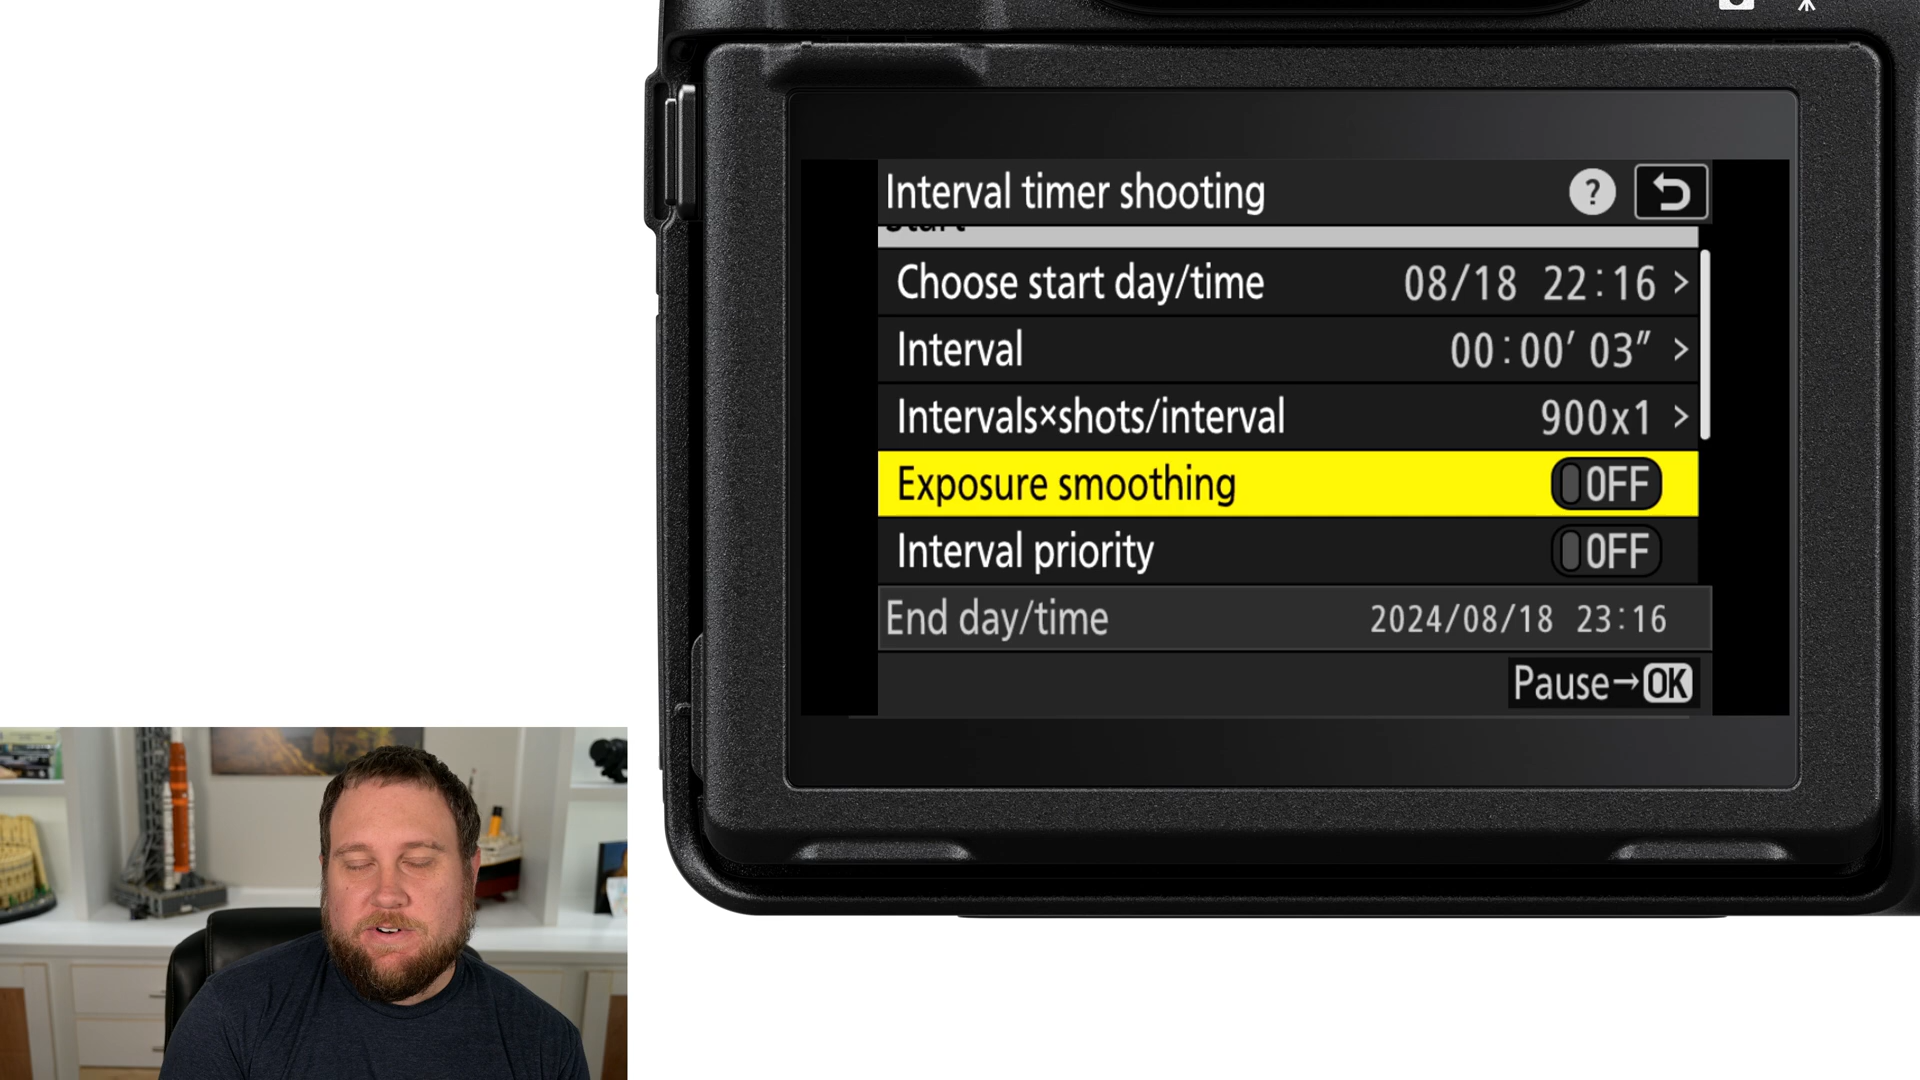 Interval timer shooting ?
Start
Choose start day/time 08/18 22:16 >
Interval 00:00′ 03″ >
Intervals×shots/interval 900x1 >
Exposure smoothing OFF
Interval priority OFF
End day/time 2024/08/18 23:16
Pause→OK